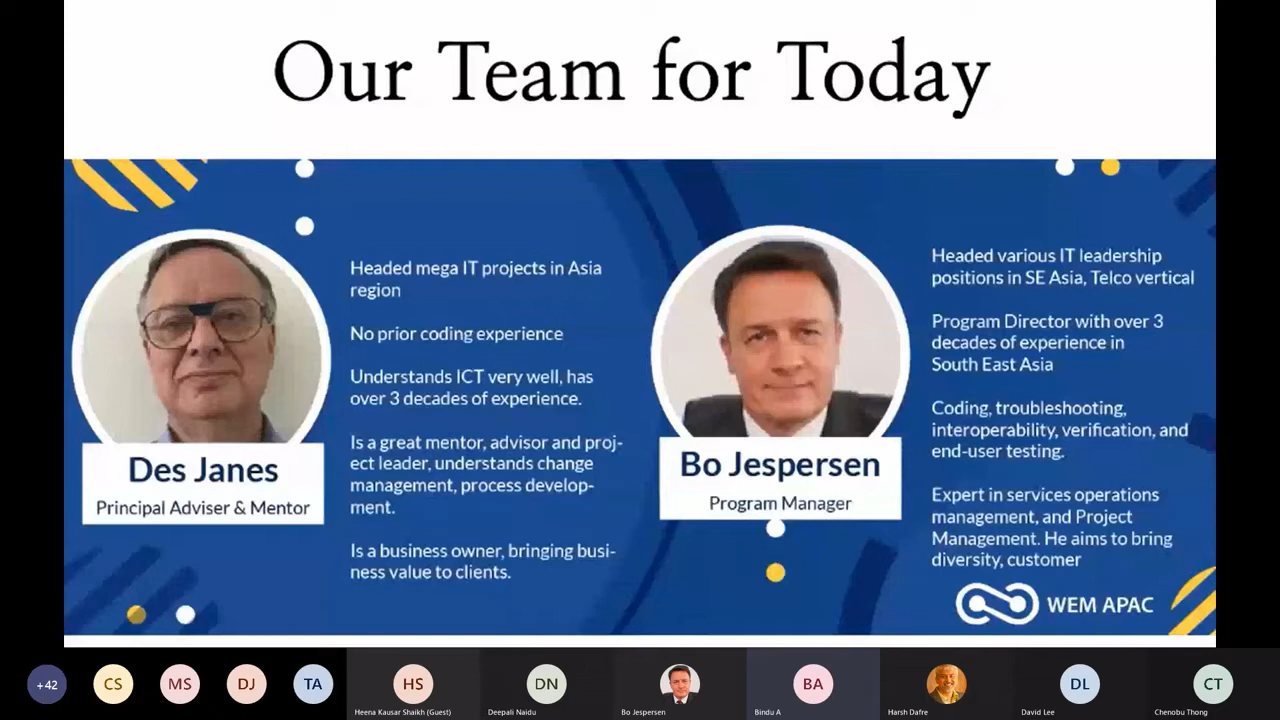 Our Team for Today
Headed mega IT projects in Asia
region
No prior coding experience
Understands ICT very well, has
over 3 decades of experience.
Is a great mentor, advisor and proj-
ect leader, understands change
management, process develop-
ment.
Is a business owner, bringing busi-
ness value to clients.
Des Janes
Principal Adviser & Mentor
Headed various IT leadership
positions in SE Asia, Telco vertical
Program Director with over 3
decades of experience in
South East Asia
Coding, troubleshooting,
interoperability, verification, and
end-user testing.
Expert in services operations
management, and Project
Management. He aims to bring
diversity, customer
Bo Jespersen
Program Manager
WEM APAC
+42
CS
MS
DJ
TA
HS
Heena Kausar Shaikh (Guest)
DN
Deepali Naidu
Bo Jespersen
BA
Bindu A
Harsh Dafre
DL
David Lee
CT
Chenobu Thong